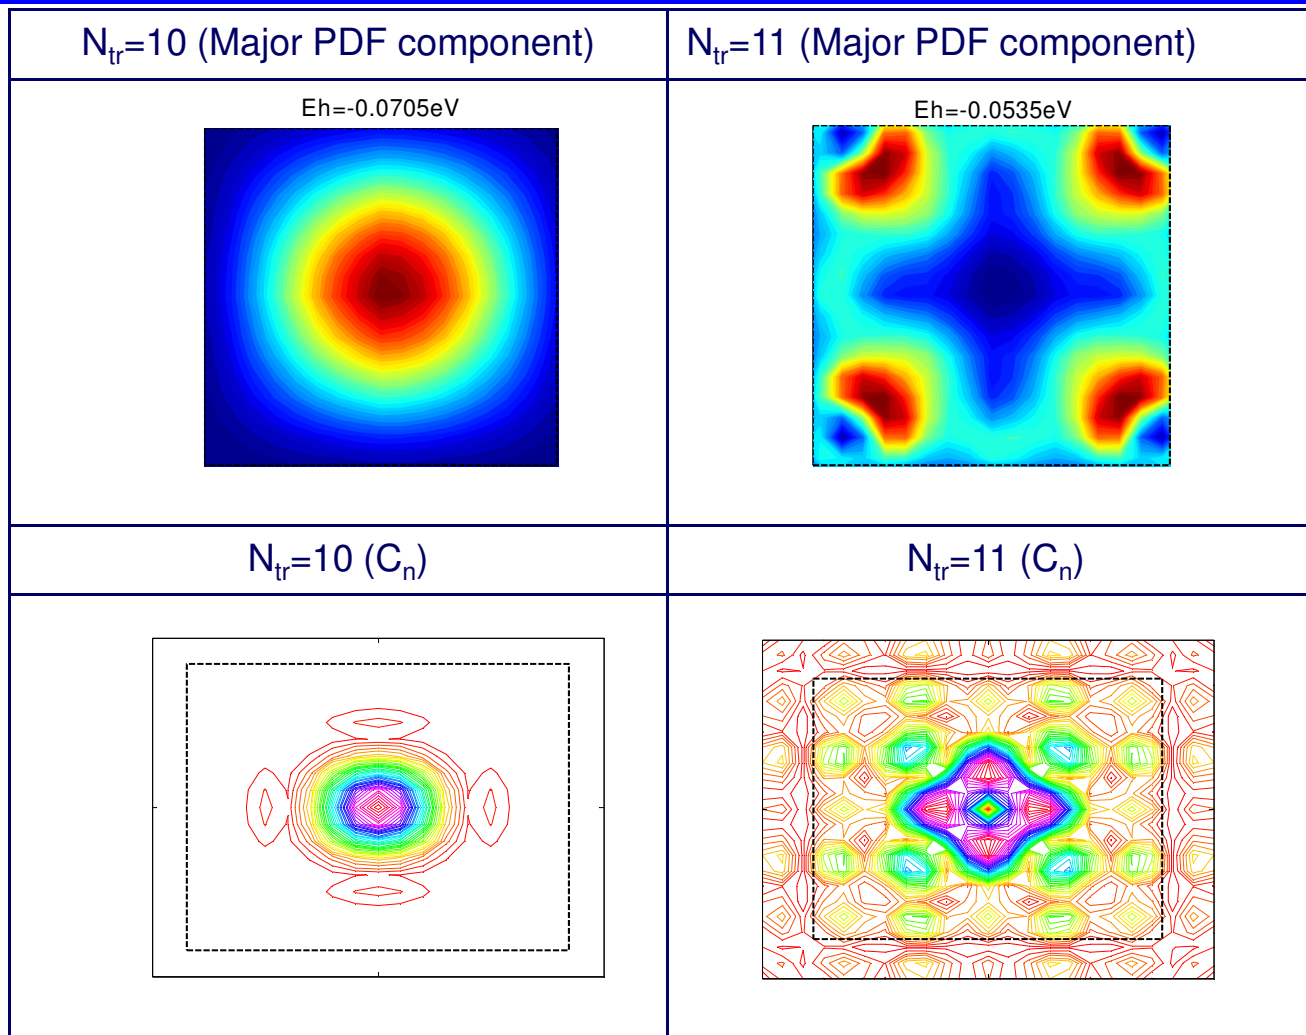 N_tr=10 (Major PDF component)
N_tr=11 (Major PDF component)
Eh=-0.0705eV
Eh=-0.0535eV
N_tr=10 (C_n)
N_tr=11 (C_n)